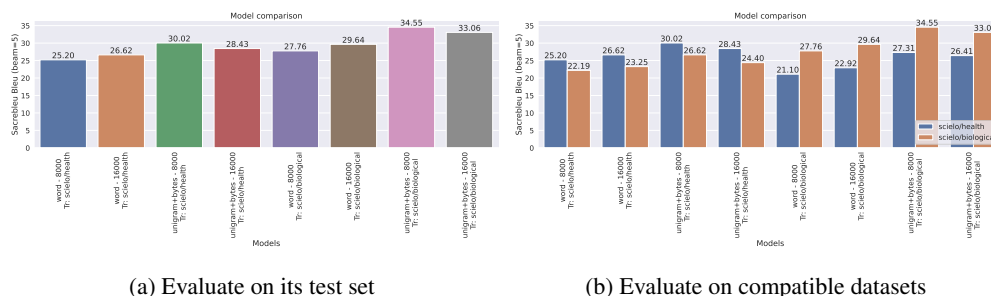 Model comparison
Sacrebleu Bleu (beam=5)
35
30
25
20
15
10
5
0
25.20
26.62
30.02
28.43
27.76
29.64
34.55
33.06
word - 8000
Tr: scielo/health
word - 16000
Tr: scielo/health
unigram+bytes - 8000
Tr: scielo/health
unigram+bytes - 16000
Tr: scielo/health
word - 8000
Tr: scielo/biological
word - 16000
Tr: scielo/biological
unigram+bytes - 8000
Tr: scielo/biological
unigram+bytes - 16000
Tr: scielo/biological
Models
(a) Evaluate on its test set
Model comparison
Sacrebleu Bleu (beam=5)
35
30
25
20
15
10
5
0
25.20
22.19
26.62
23.25
30.02
26.62
28.43
24.40
21.10
27.76
22.92
29.64
27.31
34.55
26.41
33.0
scielo/health
scielo/biological
word - 8000
Tr: scielo/health
word - 16000
Tr: scielo/health
unigram+bytes - 8000
Tr: scielo/health
unigram+bytes - 16000
Tr: scielo/health
word - 8000
Tr: scielo/biological
word - 16000
Tr: scielo/biological
unigram+bytes - 8000
Tr: scielo/biological
unigram+bytes - 16000
Tr: scielo/biological
Models
(b) Evaluate on compatible datasets